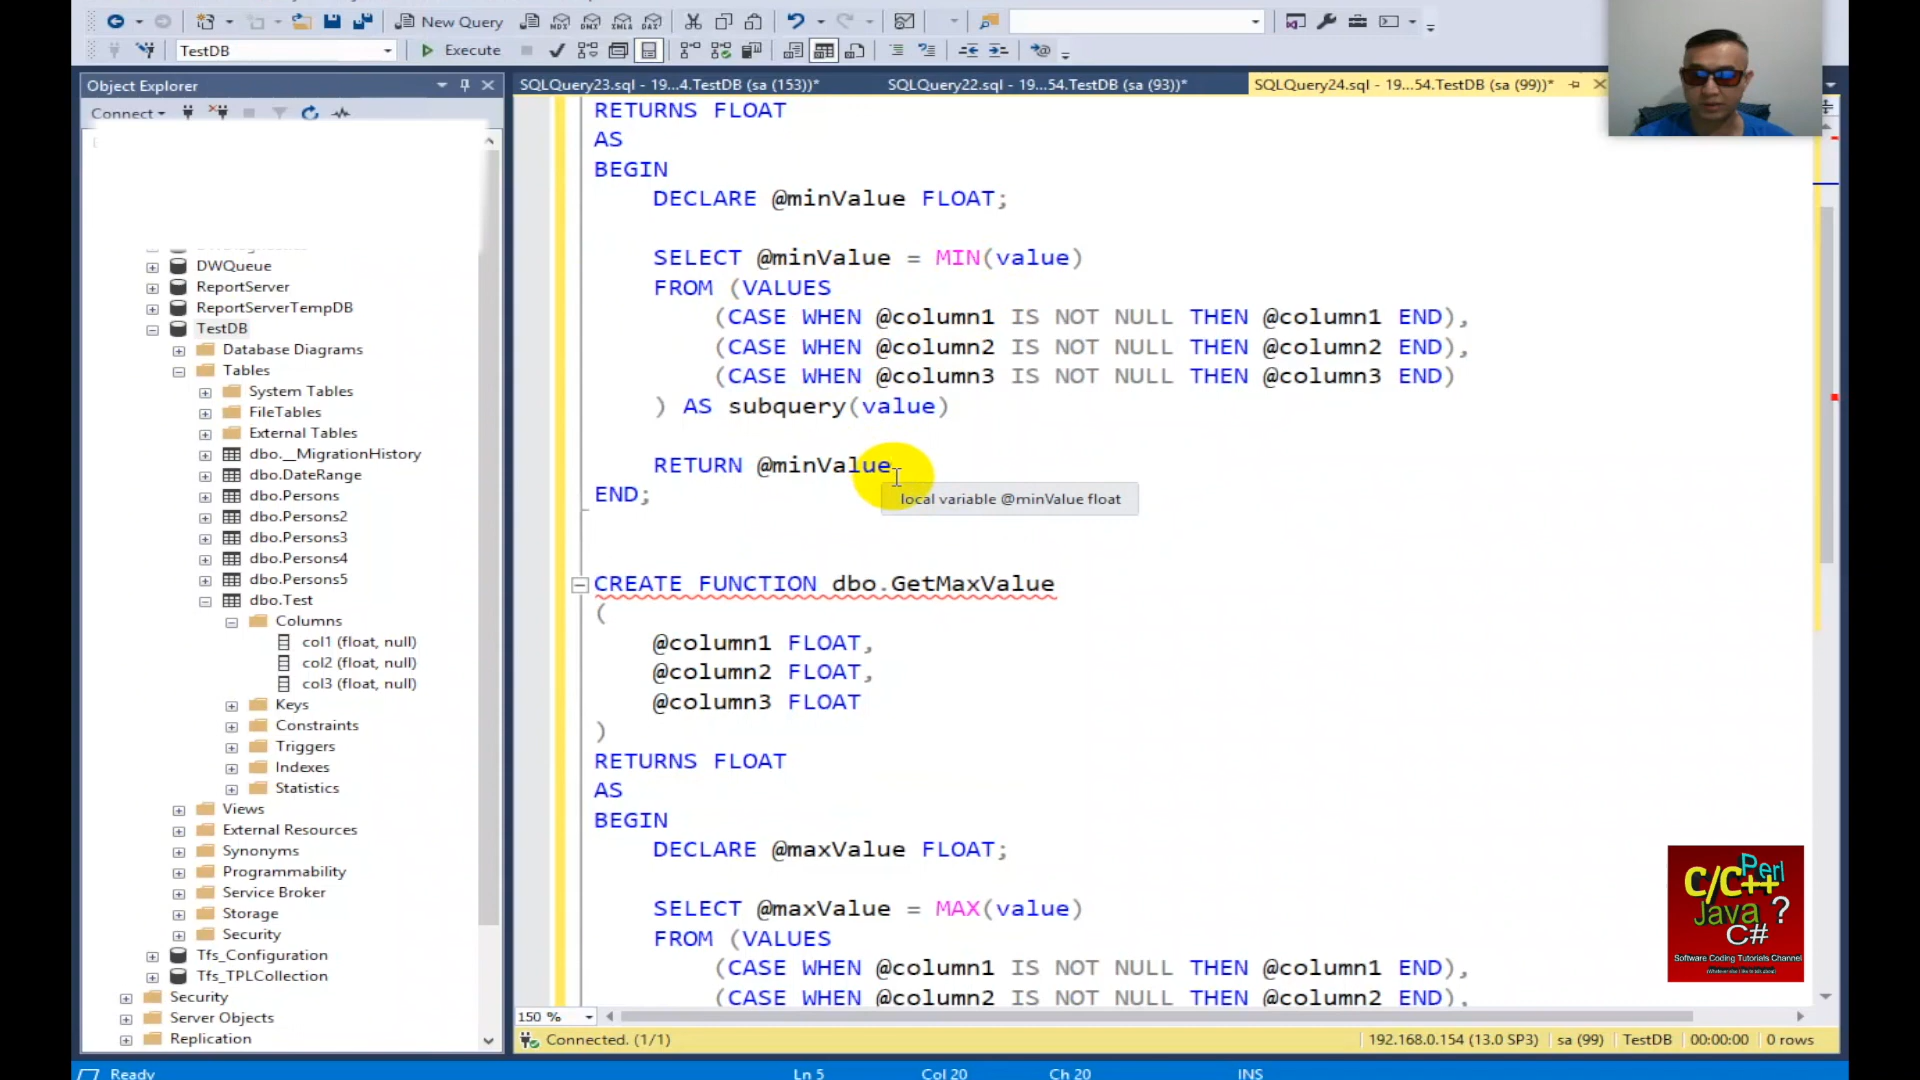 New Query
MDX
DMX
XMLA
DAX
TestDB
Execute
Object Explorer
Connect
DWQueue
ReportServer
ReportServerTempDB
TestDB
Database Diagrams
Tables
System Tables
FileTables
External Tables
dbo.__MigrationHistory
dbo.DateRange
dbo.Persons
dbo.Persons2
dbo.Persons3
dbo.Persons4
dbo.Persons5
dbo.Test
Columns
col1 (float, null)
col2 (float, null)
col3 (float, null)
Keys
Constraints
Triggers
Indexes
Statistics
Views
External Resources
Synonyms
Programmability
Service Broker
Storage
Security
Tfs_Configuration
Tfs_TPLCollection
Security
Server Objects
Replication
SQLQuery23.sql - 19...4.TestDB (sa (153))*
SQLQuery22.sql - 19...54.TestDB (sa (93))*
SQLQuery24.sql - 19...54.TestDB (sa (99))*
RETURNS FLOAT
AS
BEGIN
DECLARE @minValue FLOAT;
SELECT @minValue = MIN(value)
FROM (VALUES
(CASE WHEN @column1 IS NOT NULL THEN @column1 END),
(CASE WHEN @column2 IS NOT NULL THEN @column2 END),
(CASE WHEN @column3 IS NOT NULL THEN @column3 END)
) AS subquery(value)
RETURN @minValue
END;
local variable @minValue float
CREATE FUNCTION dbo.GetMaxValue
(
@column1 FLOAT,
@column2 FLOAT,
@column3 FLOAT
)
RETURNS FLOAT
AS
BEGIN
DECLARE @maxValue FLOAT;
SELECT @maxValue = MAX(value)
FROM (VALUES
(CASE WHEN @column1 IS NOT NULL THEN @column1 END),
(CASE WHEN @column2 IS NOT NULL THEN @column2 END),
C/C++
Perl
Java
?
C#
Software Coding Tutorials Channel
150 %
Connected. (1/1)
192.168.0.154 (13.0 SP3)
sa (99)
TestDB
00:00:00
0 rows
Ready
Ln 5
Col 20
Ch 20
INS